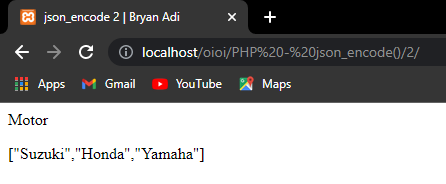 json_encode 2 | Bryan Adi
localhost/oioi/PHP%20-%20json_encode()/2/
Apps Gmail YouTube Maps
Motor
["Suzuki","Honda","Yamaha"]